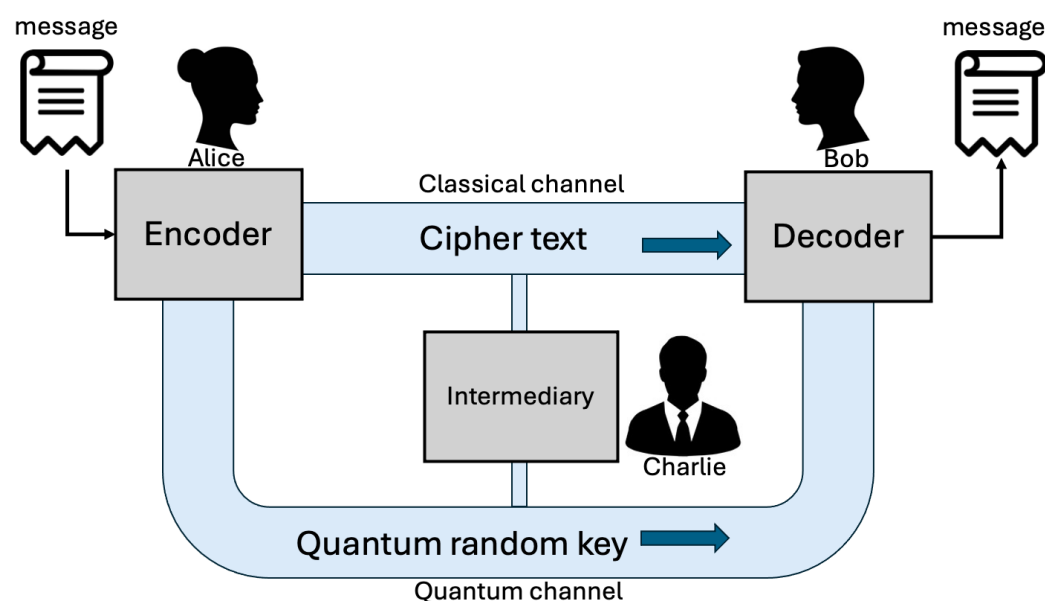 message
message
Alice
Bob
Classical channel
Encoder
Cipher text
Decoder
Intermediary
Charlie
Quantum random key
Quantum channel